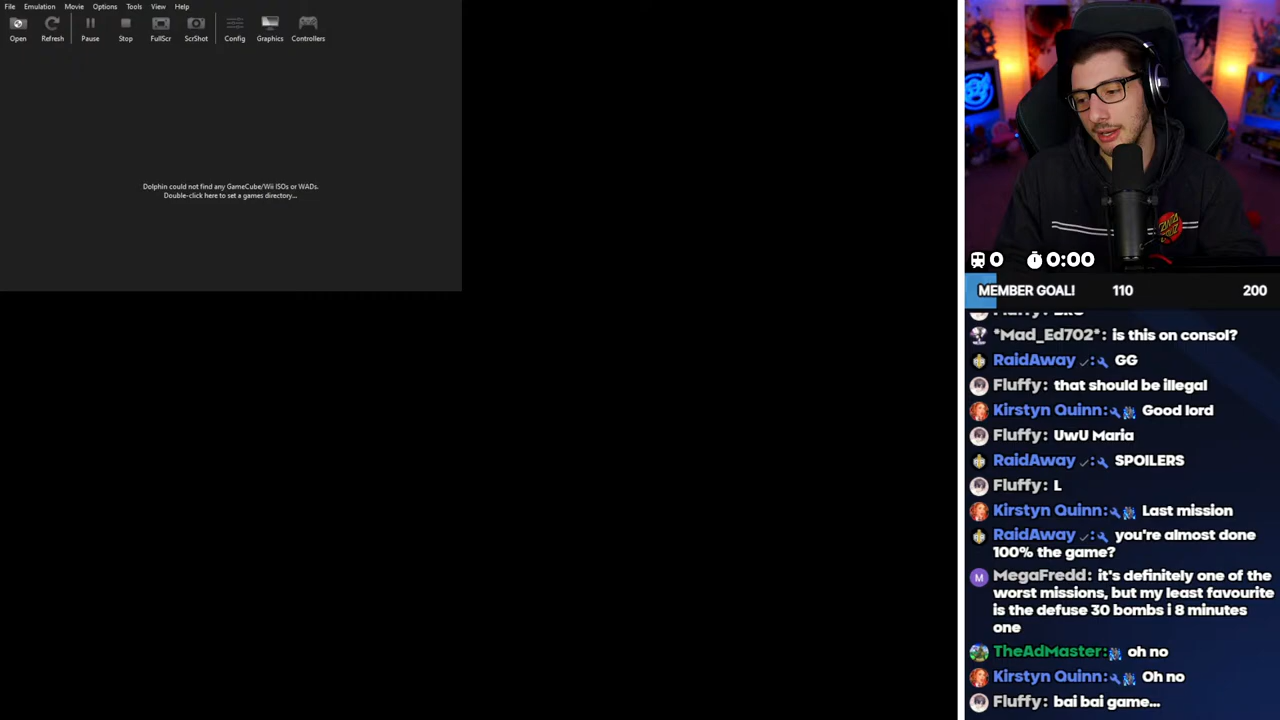 File Emulation Movie Options Tools View Help
Open Refresh Pause Stop FullScr ScrShot Config Graphics Controllers
Dolphin could not find any GameCube/Wii ISOs or WADs.
Double-click here to set a games directory...
SANTA CRUZ
0 0:00
MEMBER GOAL! 110 200
*Mad_Ed702*: is this on consol?
RaidAway: GG
Fluffy: that should be illegal
Kirstyn Quinn: Good lord
Fluffy: UwU Maria
RaidAway: SPOILERS
Fluffy: L
Kirstyn Quinn: Last mission
RaidAway: you're almost done
100% the game?
M MegaFredd: it's definitely one of the
worst missions, but my least favourite
is the defuse 30 bombs i 8 minutes
one
TheAdMaster: oh no
Kirstyn Quinn: Oh no
Fluffy: bai bai game...